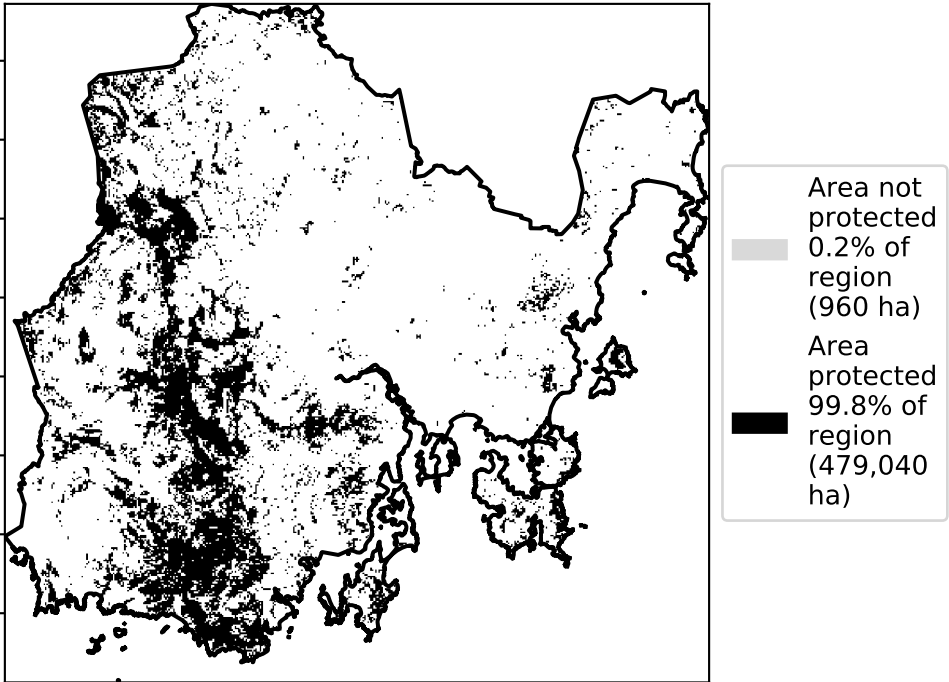 Area not
protected
0.2% of
region
(960 ha)
Area
protected
99.8% of
region
(479,040
ha)